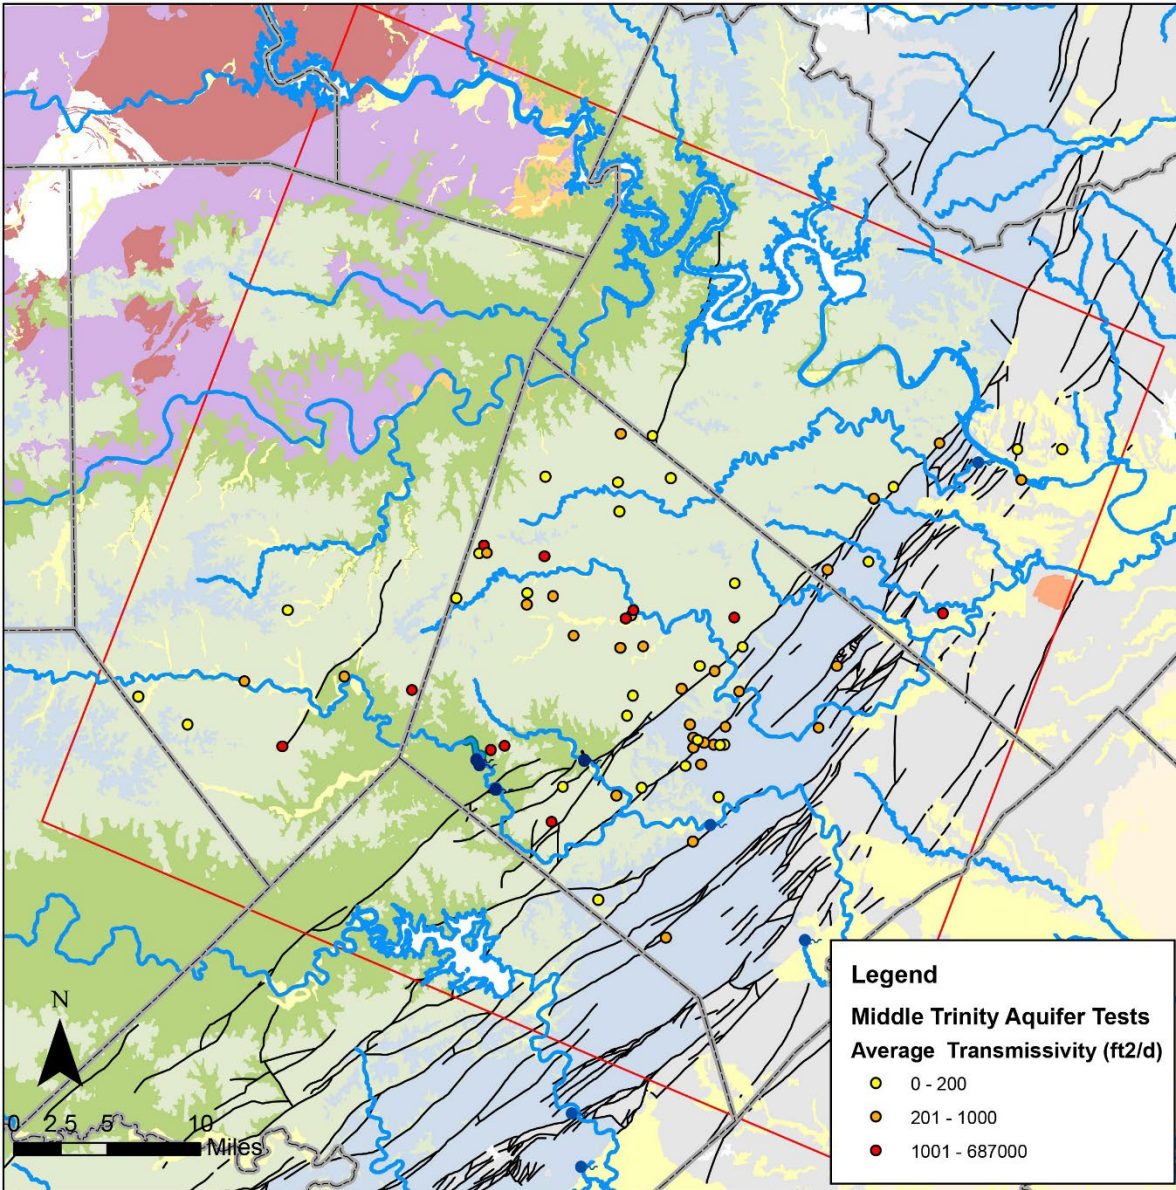 Legend
Middle Trinity Aquifer Tests
Average Transmissivity (ft2/d)
0 - 200
201 - 1000
1001 - 687000
N
0 2.5 5 10
Miles